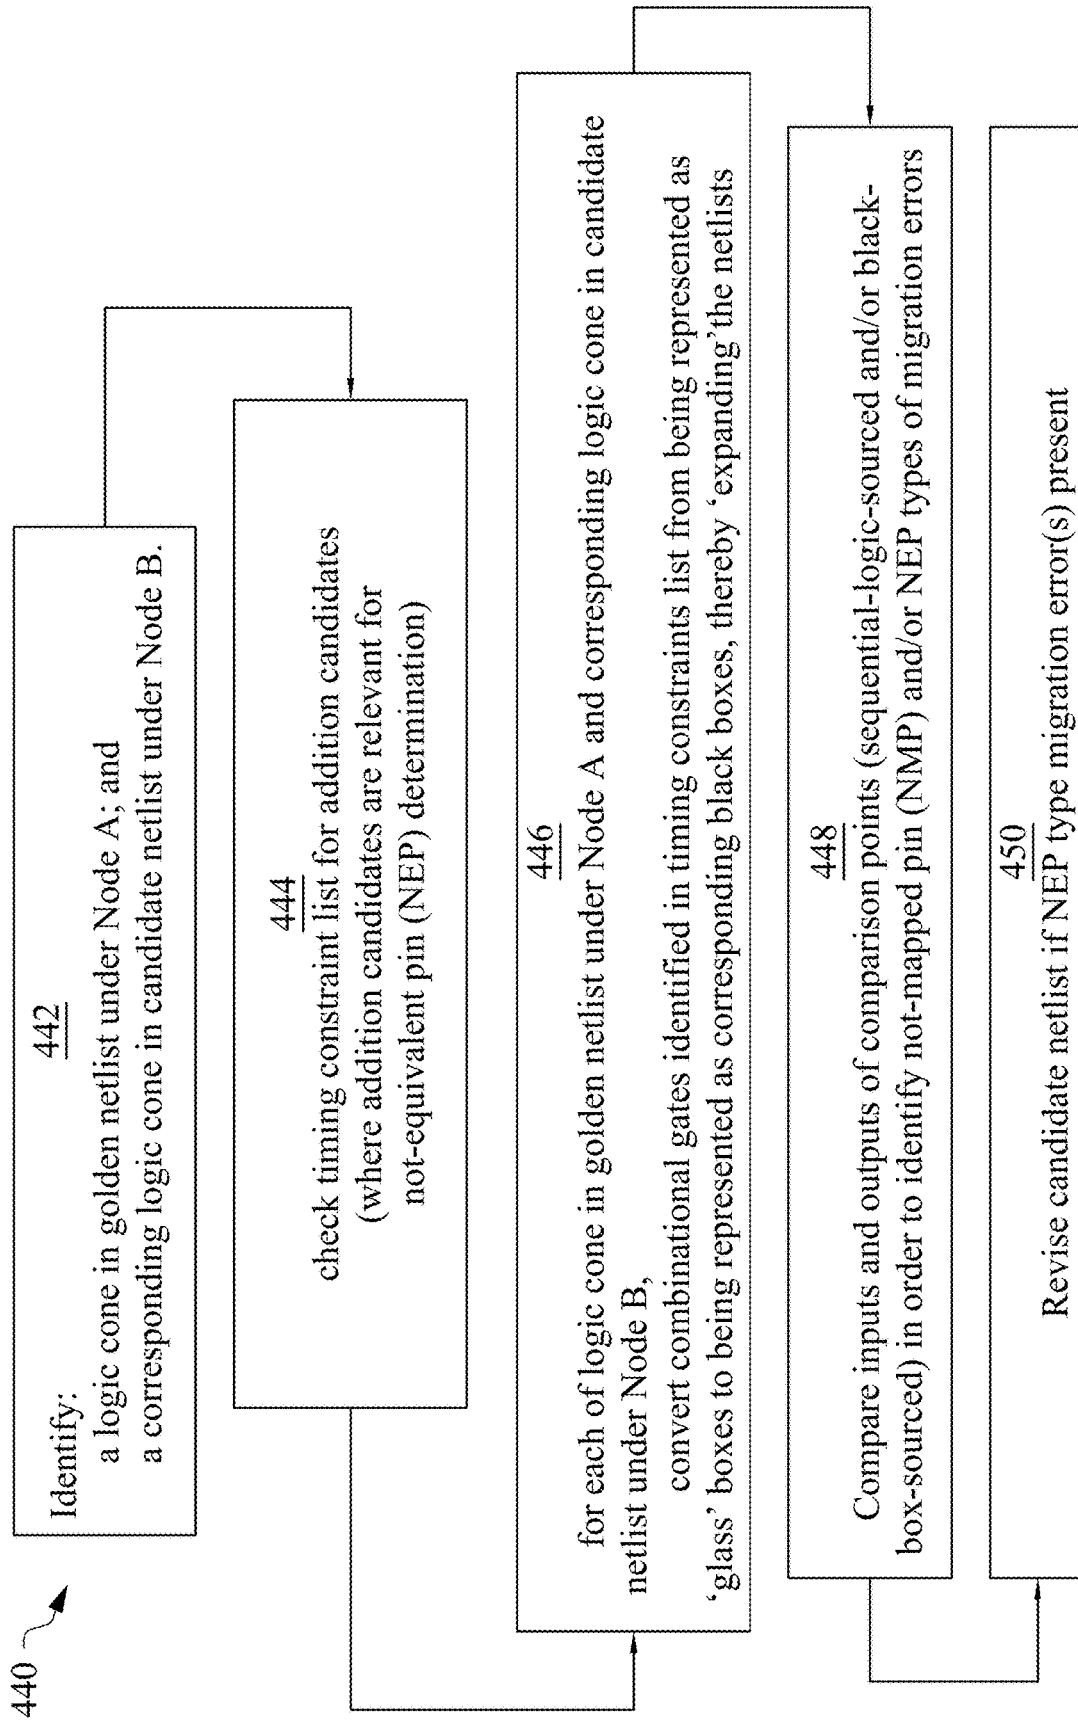 440
442
Identify:
a logic cone in golden netlist under Node A; and
a corresponding logic cone in candidate netlist under Node B.
444
check timing constraint list for addition candidates
(where addition candidates are relevant for
not-equivalent pin (NEP) determination)
446
for each of logic cone in golden netlist under Node A and corresponding logic cone in candidate
netlist under Node B,
convert combinational gates identified in timing constraints list from being represented as
‘glass’ boxes to being represented as corresponding black boxes, thereby ‘expanding’the netlists
448
Compare inputs and outputs of comparison points (sequential-logic-sourced and/or black-
box-sourced) in order to identify not-mapped pin (NMP) and/or NEP types of migration errors
450
Revise candidate netlist if NEP type migration error(s) present